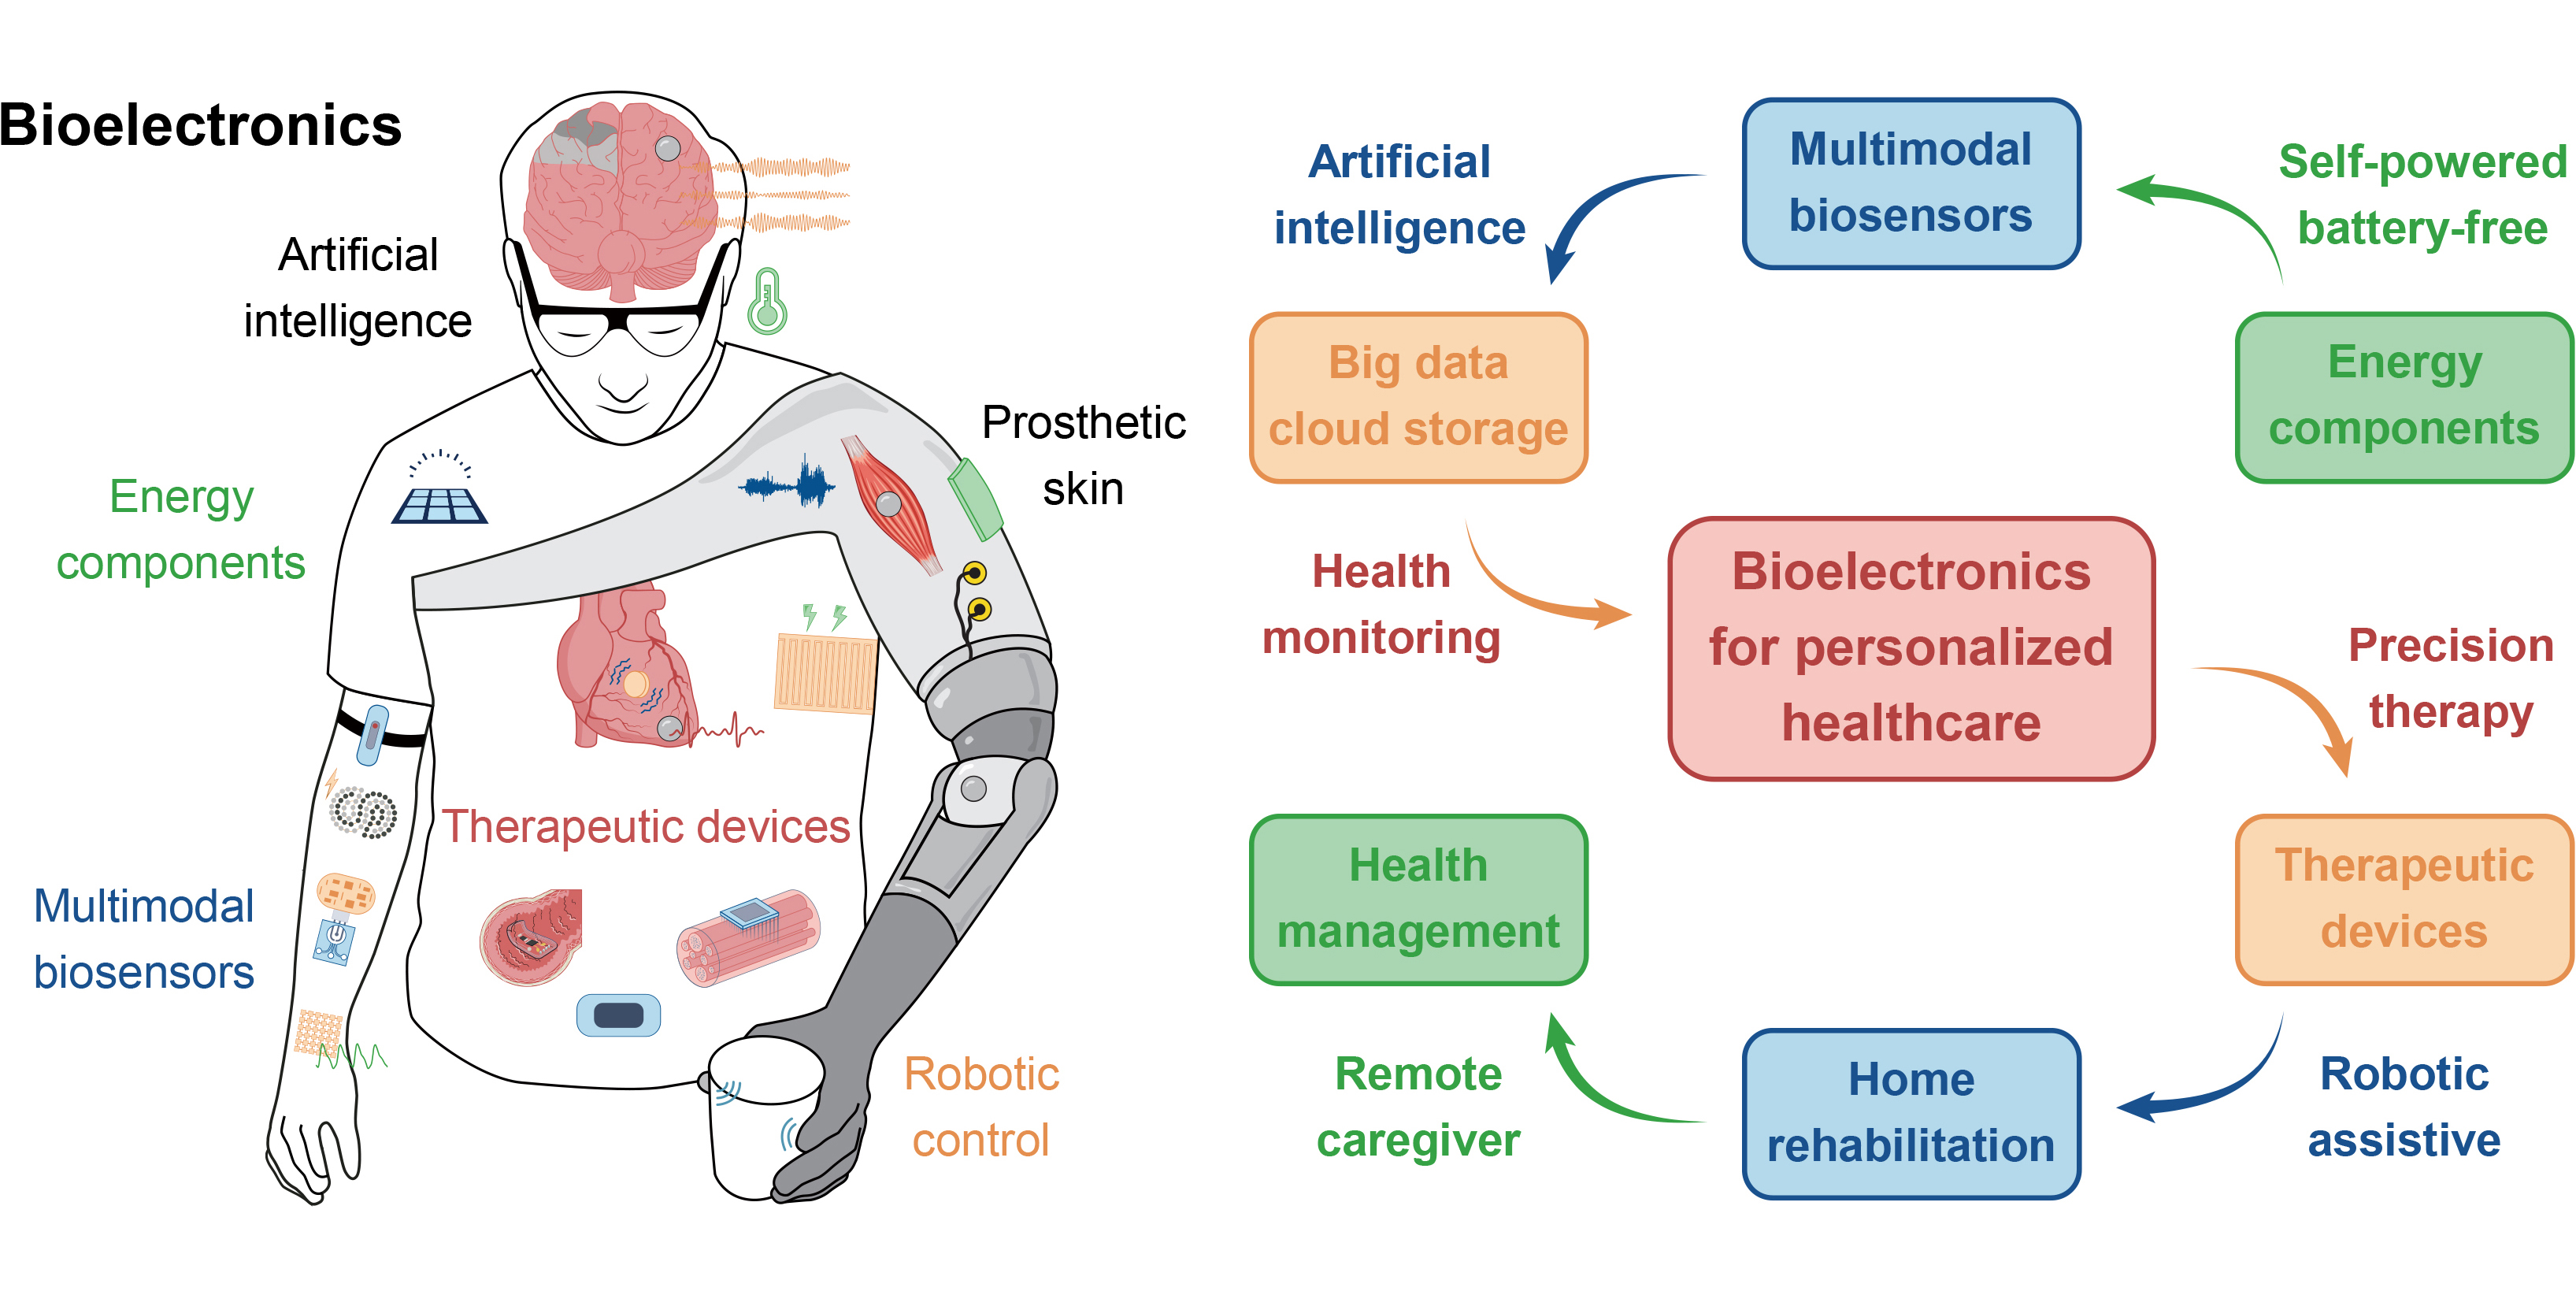 Bioelectronics
Artificial
intelligence
Prosthetic
skin
Energy
components
Therapeutic devices
Multimodal
biosensors
Robotic
control
Multimodal
biosensors
Artificial
intelligence
Self-powered
battery-free
Big data
cloud storage
Energy
components
Health
monitoring
Bioelectronics
for personalized
healthcare
Precision
therapy
Health
management
Therapeutic
devices
Remote
caregiver
Home
rehabilitation
Robotic
assistive